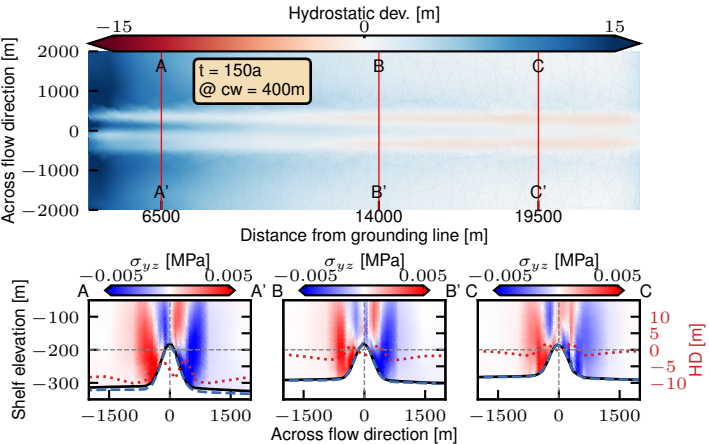 Hydrostatic dev. [m]
−15 0 15
Across flow direction [m]
2000
1000
0
−1000
−2000
t = 150a
@ cw = 400m
A B C
A' B' C'
6500 14000 19500
Distance from grounding line [m]
σyz [MPa] σyz [MPa] σyz [MPa]
−0.005 0.005 −0.005 0.005 −0.005 0.005
A A' B B' C C
Shelf elevation [m]
−100
−200
−300
10
5
0
−5
−10
HD [m]
−1500 0 1500 −1500 0 1500 −1500 0 1500
Across flow direction [m]